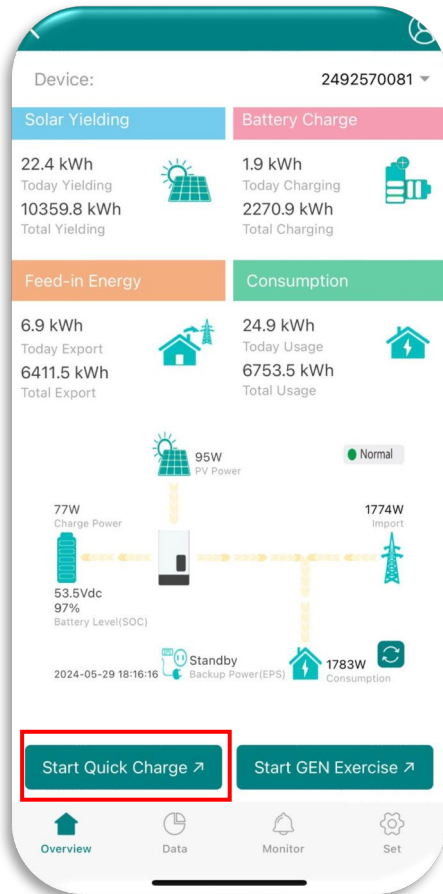 Device: 2492570081
Solar Yielding
22.4 kWh
Today Yielding
10359.8 kWh
Total Yielding
Battery Charge
1.9 kWh
Today Charging
2270.9 kWh
Total Charging
Feed-in Energy
6.9 kWh
Today Export
6411.5 kWh
Total Export
Consumption
24.9 kWh
Today Usage
6753.5 kWh
Total Usage
95W
PV Power
Normal
77W
Charge Power
1774W
Import
53.5Vdc
97%
Battery Level(SOC)
Standby
Backup Power(EPS)
2024-05-29 18:16:16
1783W
Consumption
Start Quick Charge
Start GEN Exercise
Overview
Data
Monitor
Set